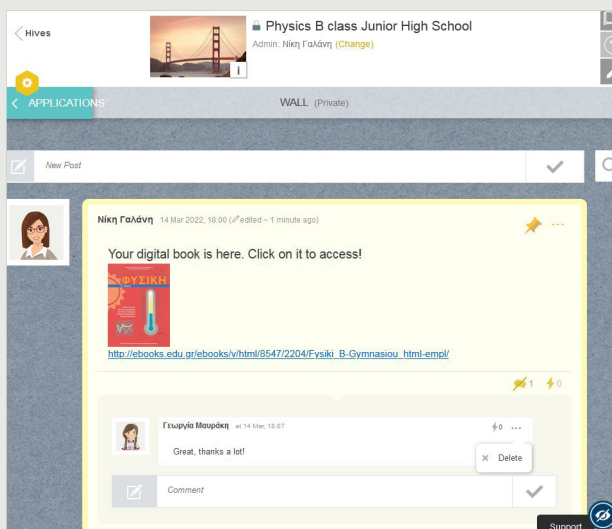 Hives
Physics B class Junior High School
Admin: Νίκη Γαλάνη (Change)
i
APPLICATIONS
WALL (Private)
New Post
Νίκη Γαλάνη 14 Mar 2022, 18:00 (edited ~ 1 minute ago)
Your digital book is here. Click on it to access!
ΦΥΣΙΚΗ
http://ebooks.edu.gr/ebooks/v/html/8547/2204/Fysiki_B-Gymnasiou_html-empl/
1 0
Γεωργία Μαυράκη at 14 Mar, 18:07
0 ...
Great, thanks a lot!
Delete
Comment
Support